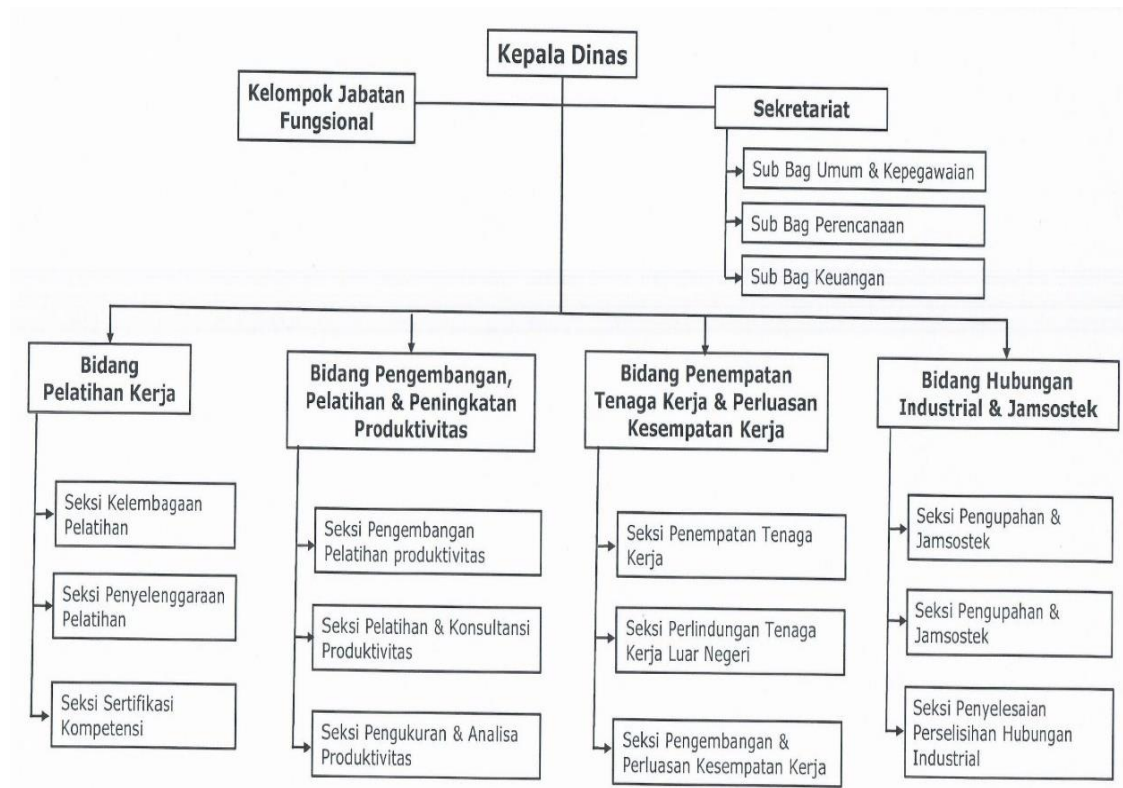 Kepala Dinas
Kelompok Jabatan
Fungsional
Sekretariat
Sub Bag Umum & Kepegawaian
Sub Bag Perencanaan
Sub Bag Keuangan
Bidang
Pelatihan Kerja
Seksi Kelembagaan
Pelatihan
Seksi Penyelenggaraan
Pelatihan
Seksi Sertifikasi
Kompetensi
Bidang Pengembangan,
Pelatihan & Peningkatan
Produktivitas
Seksi Pengembangan
Pelatihan produktivitas
Seksi Pelatihan & Konsultansi
Produktivitas
Seksi Pengukuran & Analisa
Produktivitas
Bidang Penempatan
Tenaga Kerja & Perluasan
Kesempatan Kerja
Seksi Penempatan Tenaga
Kerja
Seksi Perlindungan Tenaga
Kerja Luar Negeri
Seksi Pengembangan &
Perluasan Kesempatan Kerja
Bidang Hubungan
Industrial & Jamsostek
Seksi Pengupahan &
Jamsostek
Seksi Pengupahan &
Jamsostek
Seksi Penyelesaian
Perselisihan Hubungan
Industrial